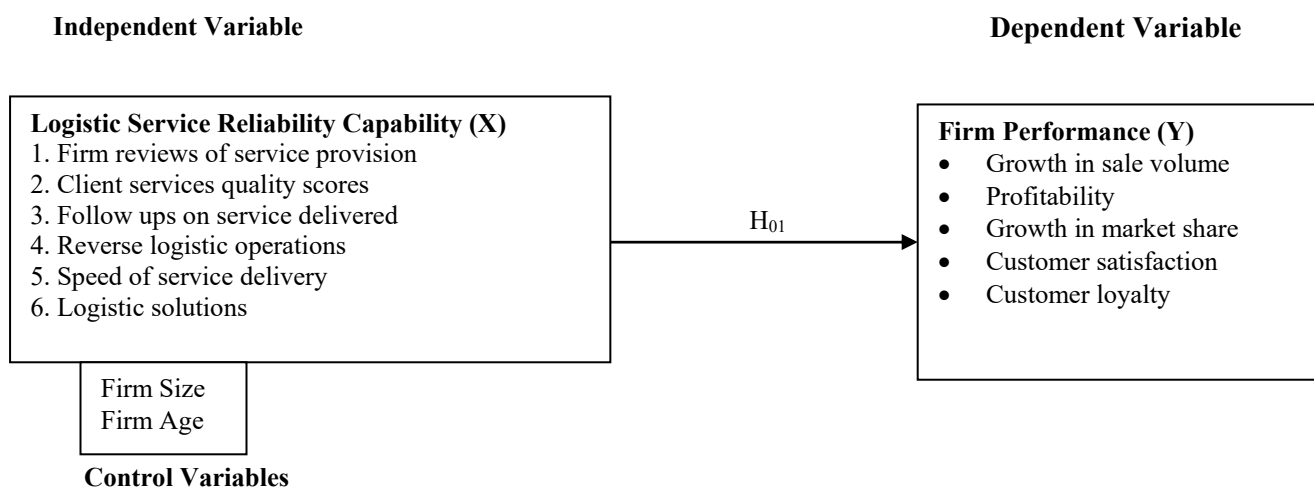 Independent Variable
Dependent Variable
Logistic Service Reliability Capability (X)
1. Firm reviews of service provision
2. Client services quality scores
3. Follow ups on service delivered
4. Reverse logistic operations
5. Speed of service delivery
6. Logistic solutions
H01
Firm Performance (Y)
• Growth in sale volume
• Profitability
• Growth in market share
• Customer satisfaction
• Customer loyalty
Firm Size
Firm Age
Control Variables